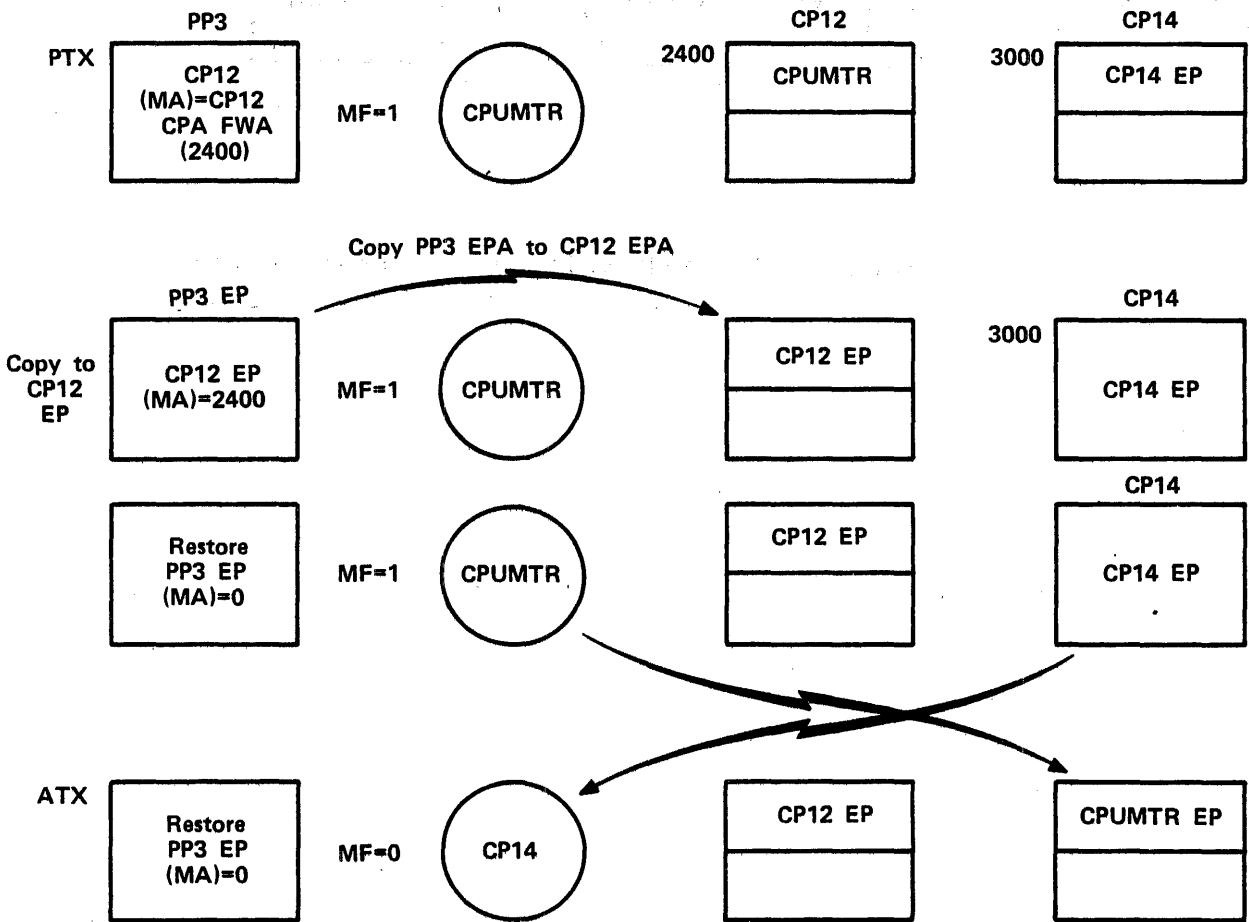 PP3
CP12
CP14
PTX
CP12
(MA)=CP12
CPA FWA
(2400)
MF=1
CPUMTR
2400
CPUMTR
3000
CP14 EP
Copy PP3 EPA to CP12 EPA
PP3 EP
CP14
Copy to
CP12
EP
CP12 EP
(MA)=2400
MF=1
CPUMTR
CP12 EP
3000
CP14 EP
CP14
Restore
PP3 EP
(MA)=0
MF=1
CPUMTR
CP12 EP
CP14 EP
ATX
Restore
PP3 EP
(MA)=0
MF=0
CP14
CP12 EP
CPUMTR EP